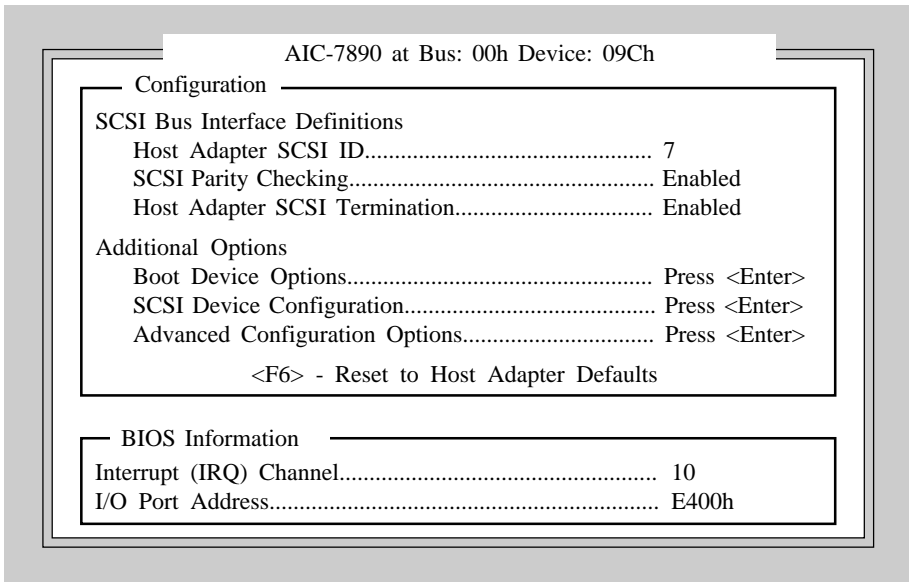 AIC-7890 at Bus: 00h Device: 09Ch
Configuration
SCSI Bus Interface Definitions
Host Adapter SCSI ID..................................................... 7
SCSI Parity Checking......................................................... Enabled
Host Adapter SCSI Termination................................. Enabled
Additional Options
Boot Device Options......................................................... Press <Enter>
SCSI Device Configuration.............................................. Press <Enter>
Advanced Configuration Options................................... Press <Enter>
<F6> - Reset to Host Adapter Defaults
BIOS Information
Interrupt (IRQ) Channel.......................................................... 10
I/O Port Address....................................................................... E400h